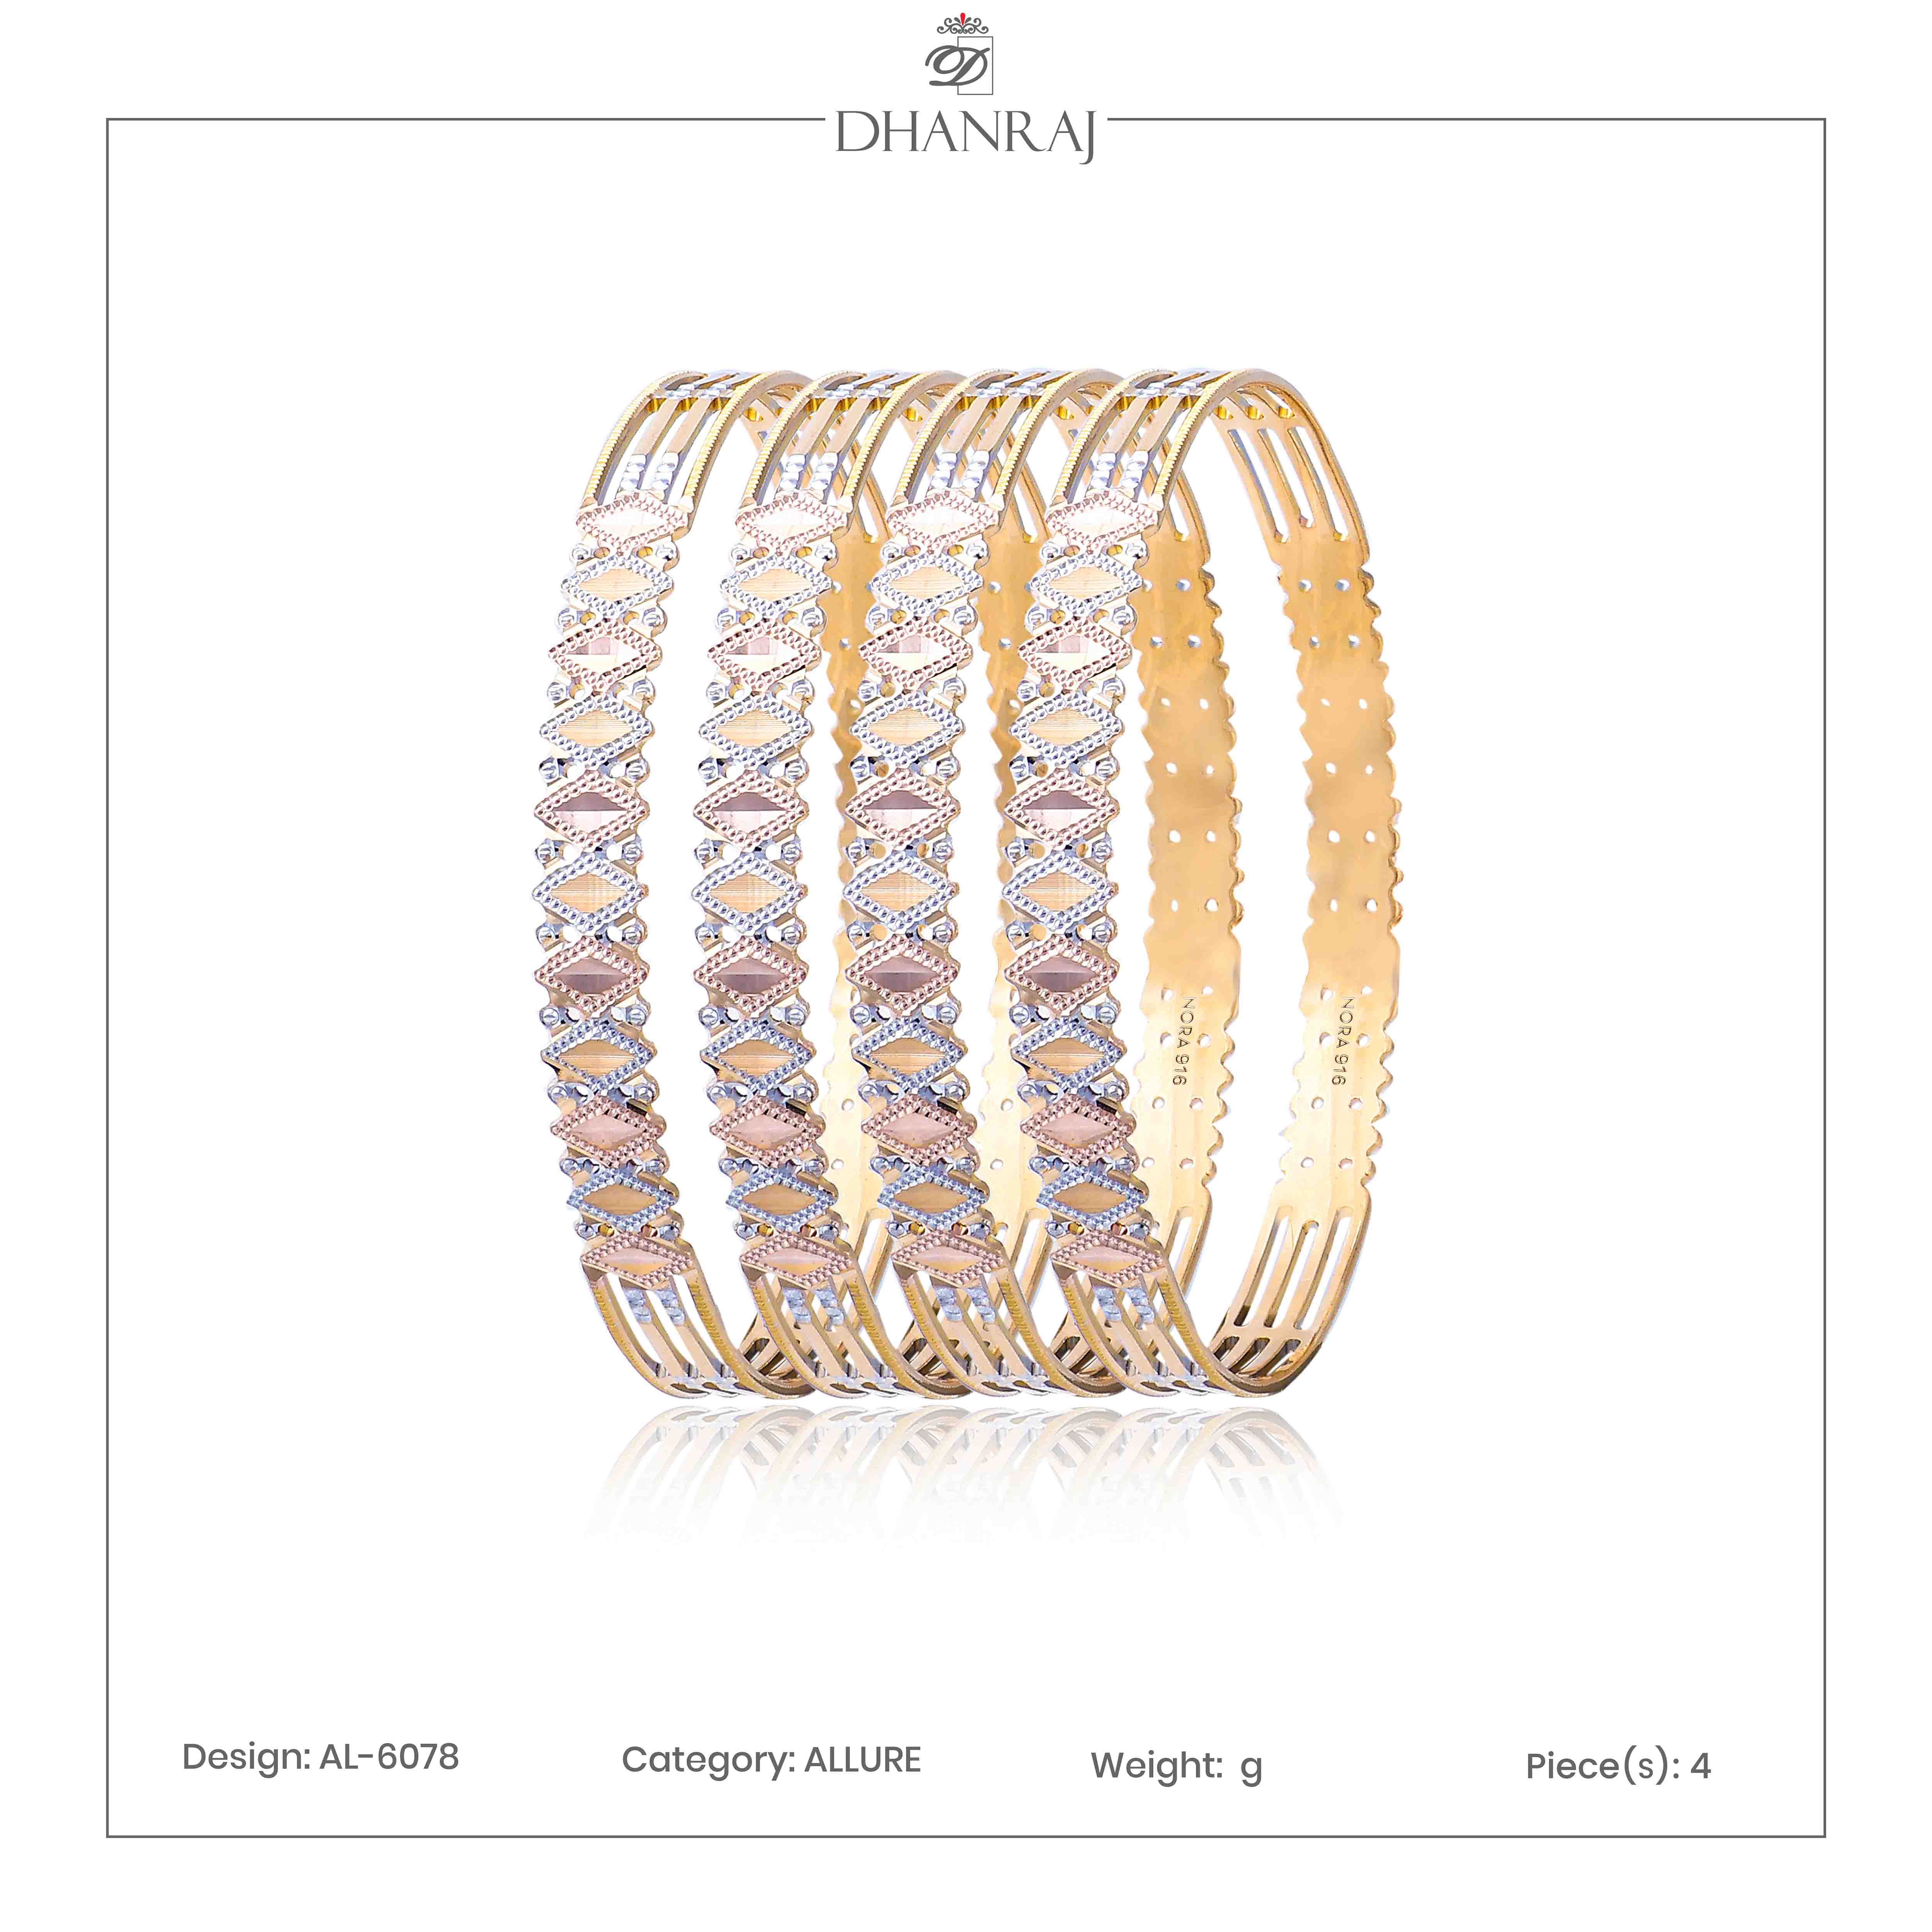 D
DHANRAJ
NORA 916
NORA 916
Design: AL-6078
Category: ALLURE
Weight: g
Piece(s): 4